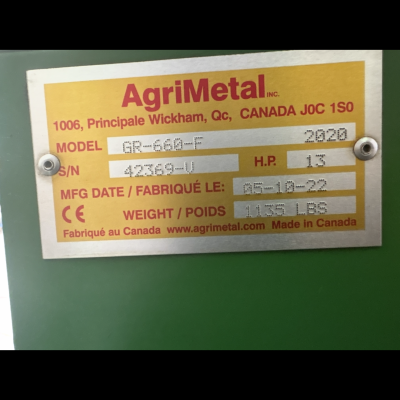 AgriMetal INC.
1006, Principale Wickham, Qc, CANADA J0C 1S0
MODEL GR-660-F 2020
S/N 42369-U H.P. 13
MFG DATE / FABRIQUÉ LE: 05-10-22
CE WEIGHT / POIDS 1135 LBS
Fabriqué au Canada www.agrimetal.com Made in Canada